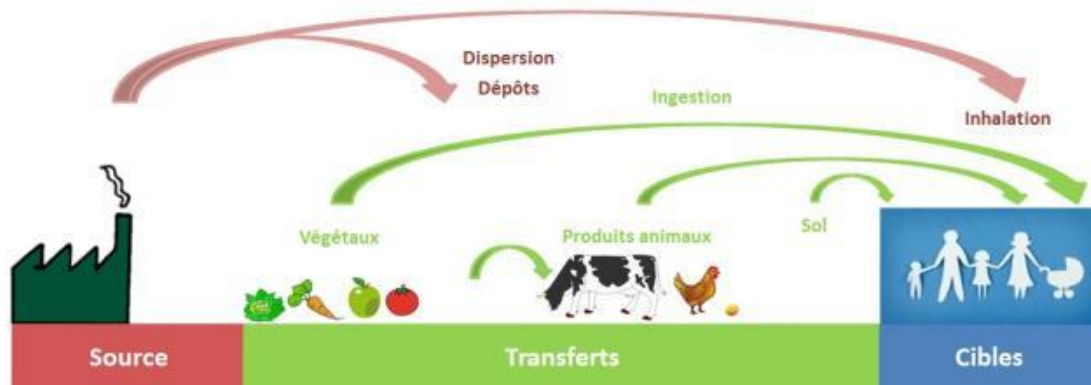 Dispersion
Dépôts
Ingestion
Inhalation
Végétaux
Produits animaux
Sol
Source
Transferts
Cibles